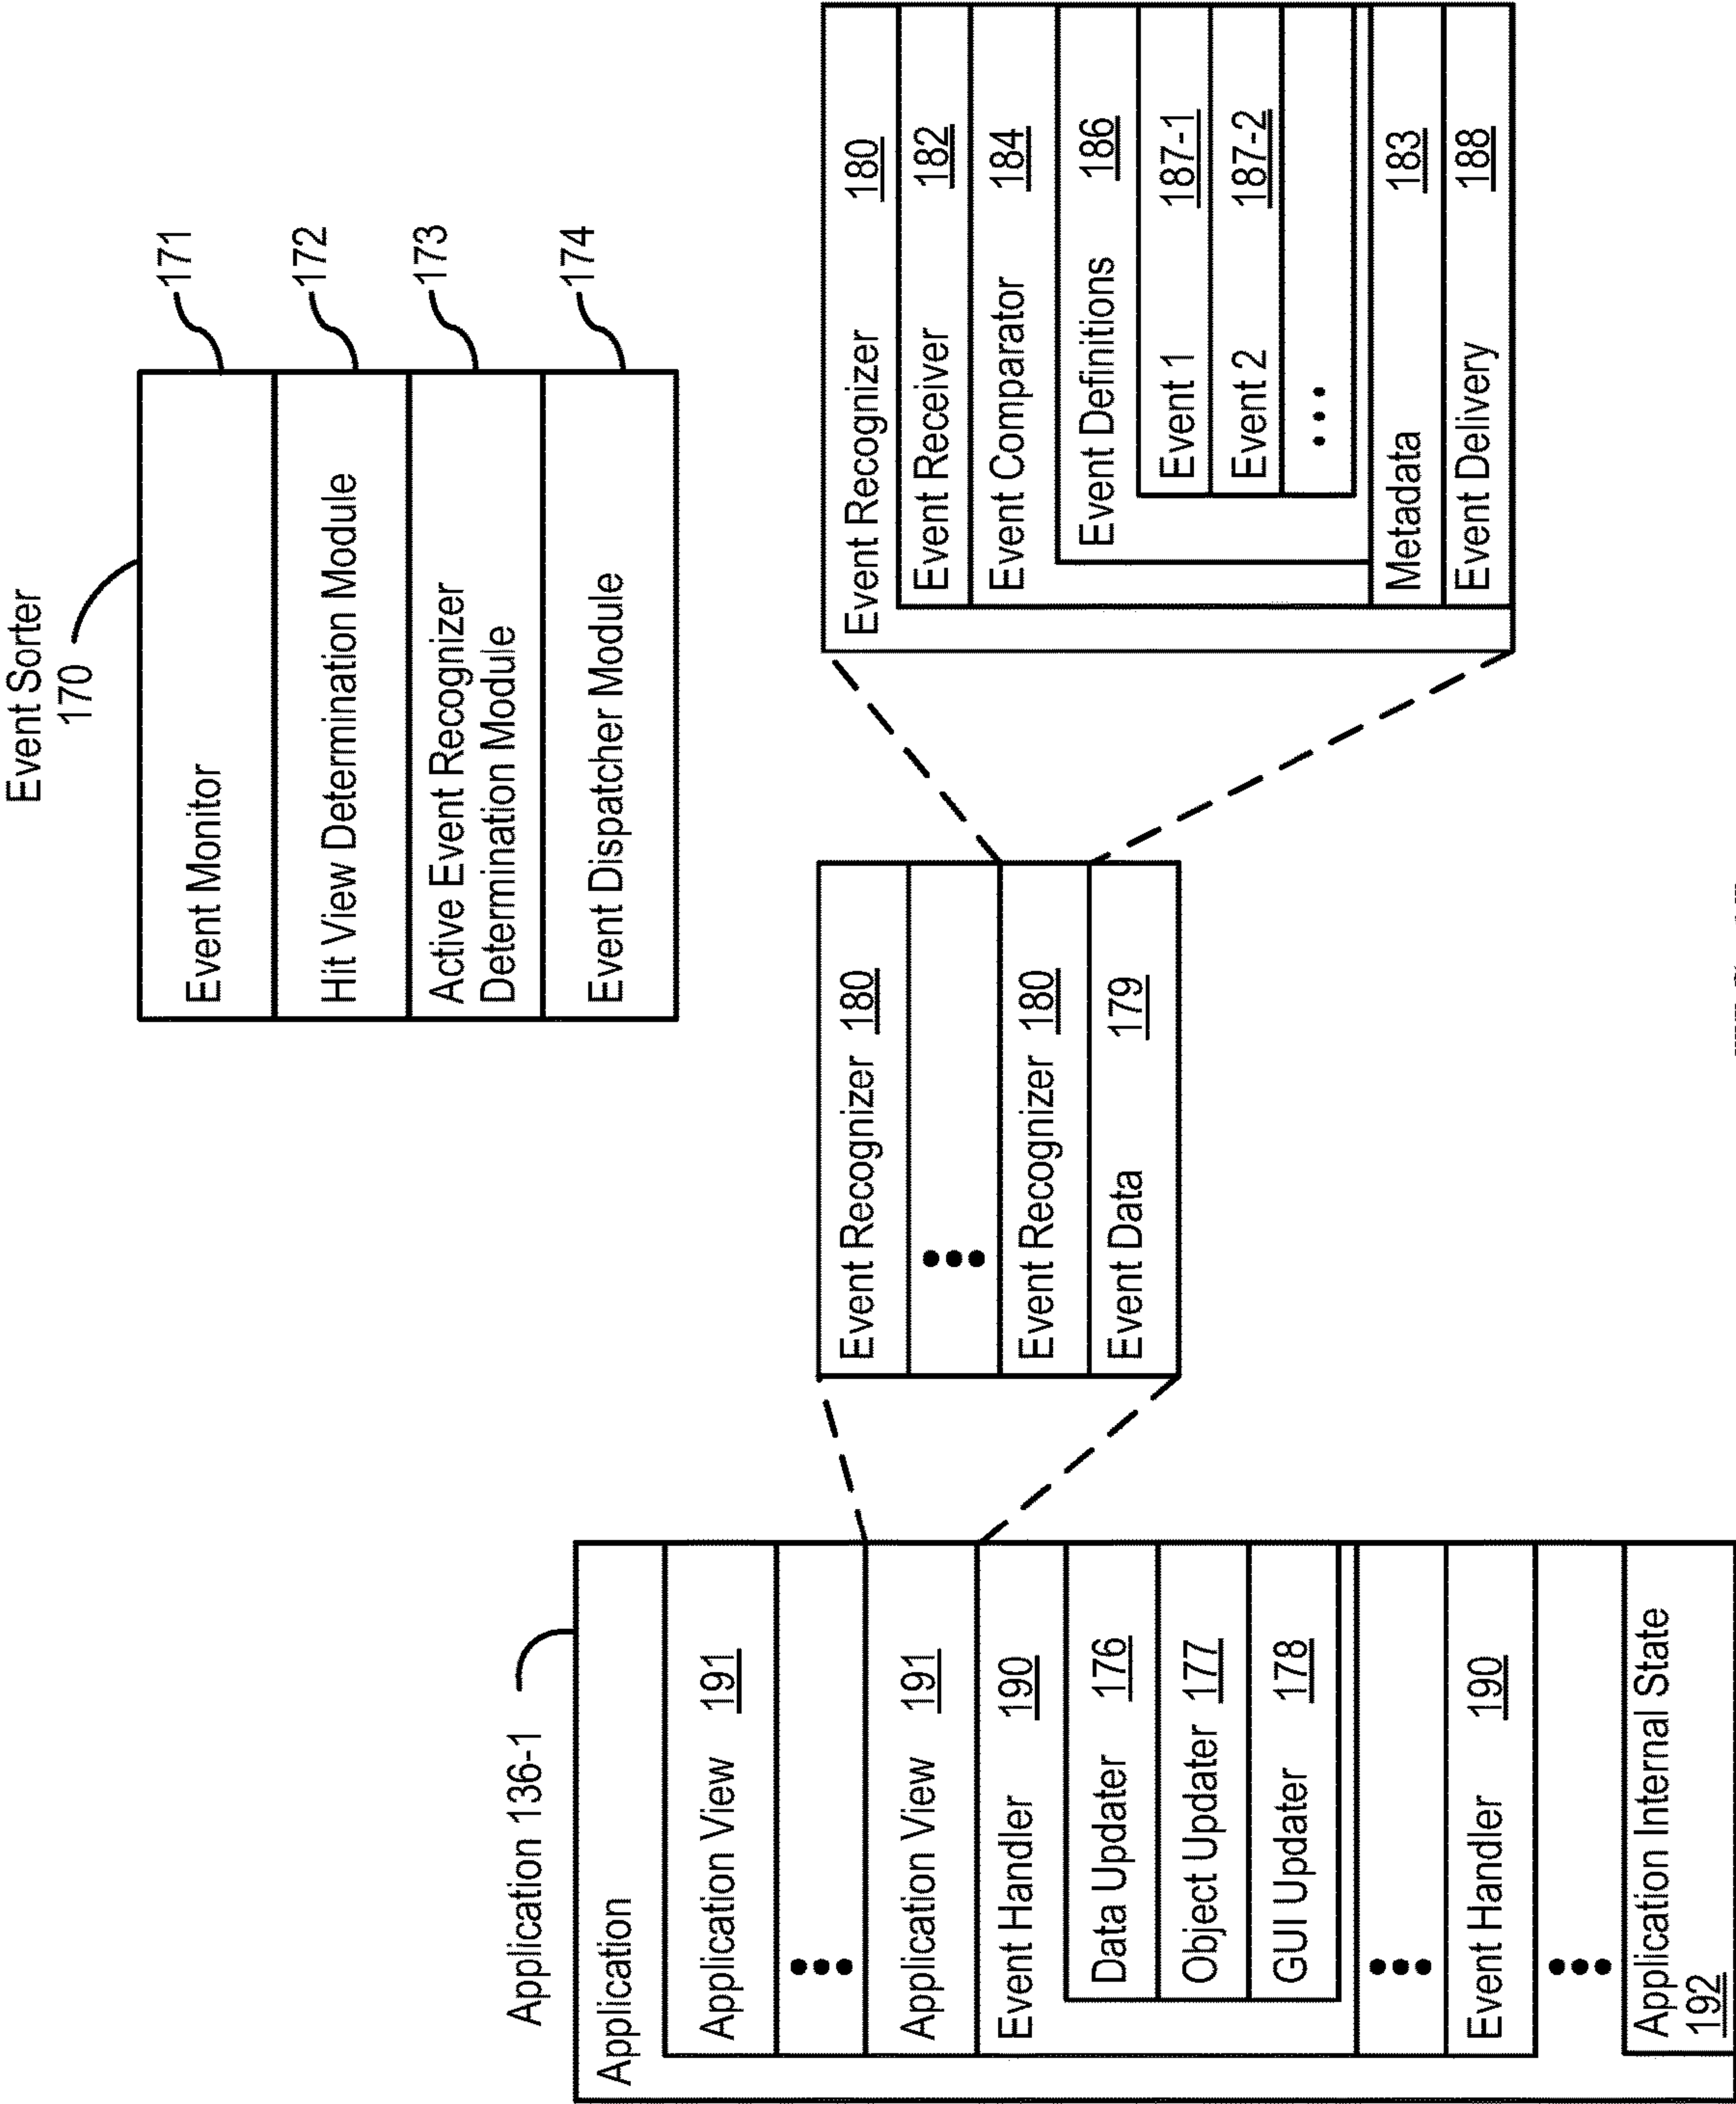 Event Sorter
170
Event Monitor
171
Hit View Determination Module
172
Active Event Recognizer
Determination Module
173
Event Dispatcher Module
174
Application 136-1
Application
Application View 191
Application View 191
Event Handler 190
Data Updater 176
Object Updater 177
GUI Updater 178
Event Handler 190
Application Internal State
192
Event Recognizer 180
Event Recognizer 180
Event Data 179
Event Recognizer 180
Event Receiver 182
Event Comparator 184
Event Definitions 186
Event 1 187-1
Event 2 187-2
Metadata 183
Event Delivery 188